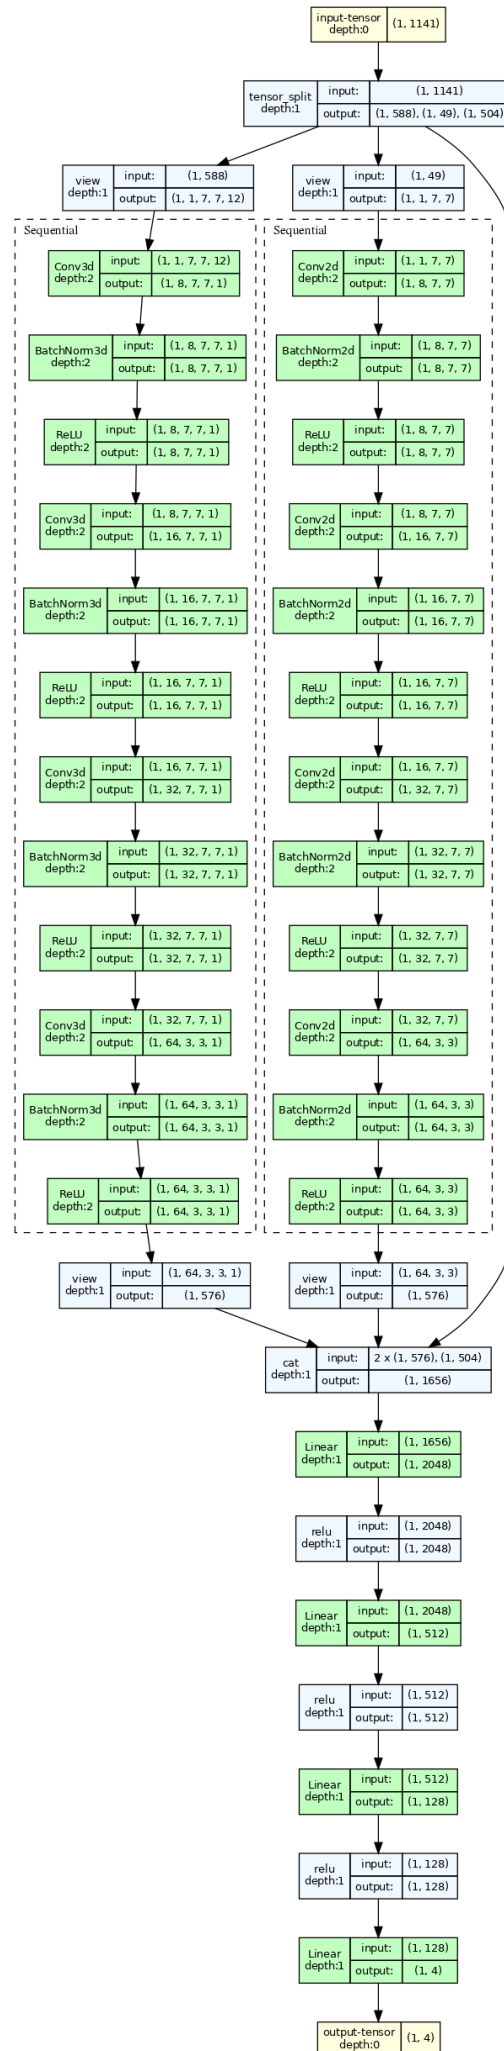 input-tensor
depth:0
(1, 1141)
tensor_split
depth:1
input:
(1, 1141)
output:
(1, 588), (1, 49), (1, 504)
view
depth:1
input:
(1, 588)
output:
(1, 1, 7, 7, 12)
view
depth:1
input:
(1, 49)
output:
(1, 1, 7, 7)
Sequential
Conv3d
depth:2
input:
(1, 1, 7, 7, 12)
output:
(1, 8, 7, 7, 1)
BatchNorm3d
depth:2
input:
(1, 8, 7, 7, 1)
output:
(1, 8, 7, 7, 1)
ReLU
depth:2
input:
(1, 8, 7, 7, 1)
output:
(1, 8, 7, 7, 1)
Conv3d
depth:2
input:
(1, 8, 7, 7, 1)
output:
(1, 16, 7, 7, 1)
BatchNorm3d
depth:2
input:
(1, 16, 7, 7, 1)
output:
(1, 16, 7, 7, 1)
ReLU
depth:2
input:
(1, 16, 7, 7, 1)
output:
(1, 16, 7, 7, 1)
Conv3d
depth:2
input:
(1, 16, 7, 7, 1)
output:
(1, 32, 7, 7, 1)
BatchNorm3d
depth:2
input:
(1, 32, 7, 7, 1)
output:
(1, 32, 7, 7, 1)
ReLU
depth:2
input:
(1, 32, 7, 7, 1)
output:
(1, 32, 7, 7, 1)
Conv3d
depth:2
input:
(1, 32, 7, 7, 1)
output:
(1, 64, 3, 3, 1)
BatchNorm3d
depth:2
input:
(1, 64, 3, 3, 1)
output:
(1, 64, 3, 3, 1)
ReLU
depth:2
input:
(1, 64, 3, 3, 1)
output:
(1, 64, 3, 3, 1)
Sequential
Conv2d
depth:2
input:
(1, 1, 7, 7)
output:
(1, 8, 7, 7)
BatchNorm2d
depth:2
input:
(1, 8, 7, 7)
output:
(1, 8, 7, 7)
ReLU
depth:2
input:
(1, 8, 7, 7)
output:
(1, 8, 7, 7)
Conv2d
depth:2
input:
(1, 8, 7, 7)
output:
(1, 16, 7, 7)
BatchNorm2d
depth:2
input:
(1, 16, 7, 7)
output:
(1, 16, 7, 7)
ReLU
depth:2
input:
(1, 16, 7, 7)
output:
(1, 16, 7, 7)
Conv2d
depth:2
input:
(1, 16, 7, 7)
output:
(1, 32, 7, 7)
BatchNorm2d
depth:2
input:
(1, 32, 7, 7)
output:
(1, 32, 7, 7)
ReLU
depth:2
input:
(1, 32, 7, 7)
output:
(1, 32, 7, 7)
Conv2d
depth:2
input:
(1, 32, 7, 7)
output:
(1, 64, 3, 3)
BatchNorm2d
depth:2
input:
(1, 64, 3, 3)
output:
(1, 64, 3, 3)
ReLU
depth:2
input:
(1, 64, 3, 3)
output:
(1, 64, 3, 3)
view
depth:1
input:
(1, 64, 3, 3, 1)
output:
(1, 576)
view
depth:1
input:
(1, 64, 3, 3)
output:
(1, 576)
cat
depth:1
input:
2 x (1, 576), (1, 504)
output:
(1, 1656)
Linear
depth:1
input:
(1, 1656)
output:
(1, 2048)
relu
depth:1
input:
(1, 2048)
output:
(1, 2048)
Linear
depth:1
input:
(1, 2048)
output:
(1, 512)
relu
depth:1
input:
(1, 512)
output:
(1, 512)
Linear
depth:1
input:
(1, 512)
output:
(1, 128)
relu
depth:1
input:
(1, 128)
output:
(1, 128)
Linear
depth:1
input:
(1, 128)
output:
(1, 4)
output-tensor
depth:0
(1, 4)